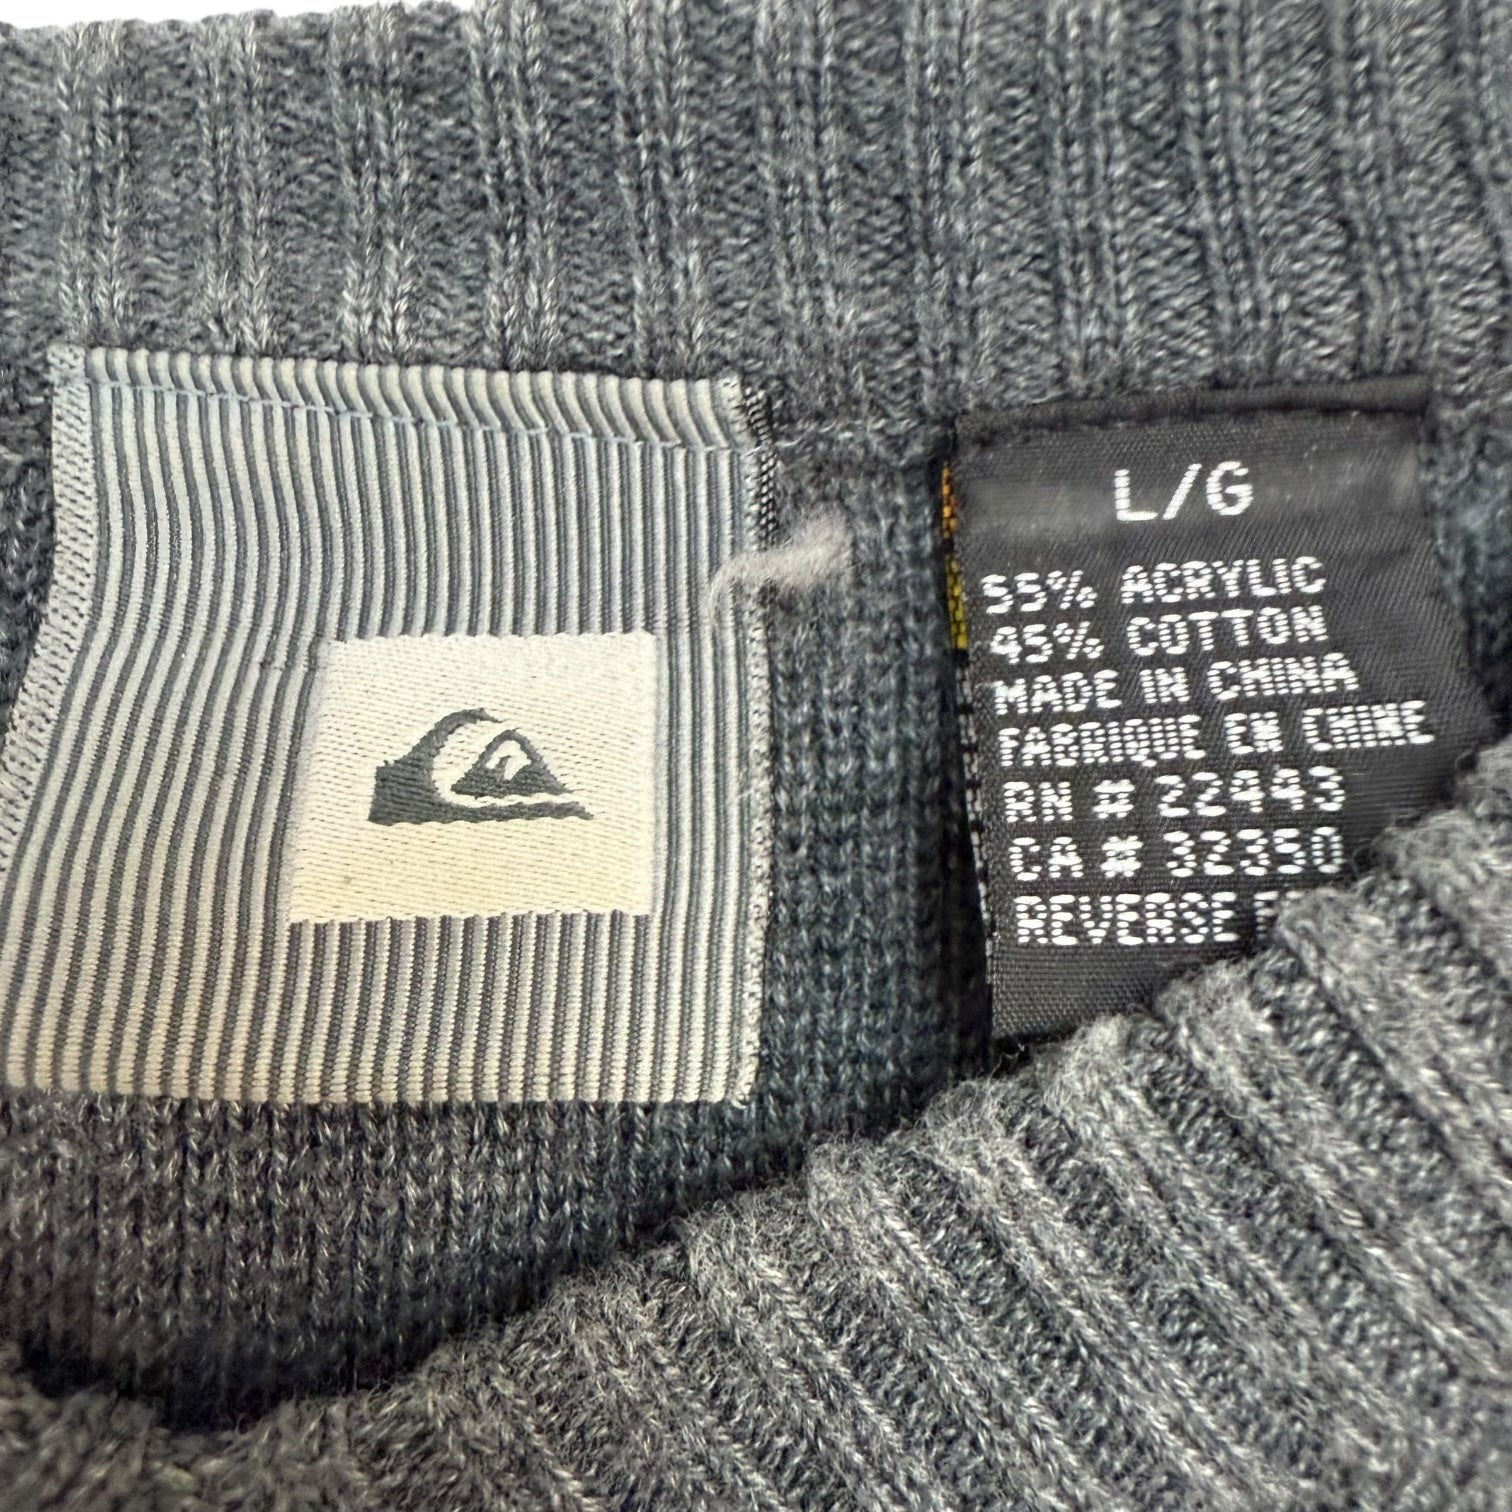 L/G
55% ACRYLIC
45% COTTON
MADE IN CHINA
FABRIQUE EN CHINE
RN # 22443
CA # 32350
REVERSE